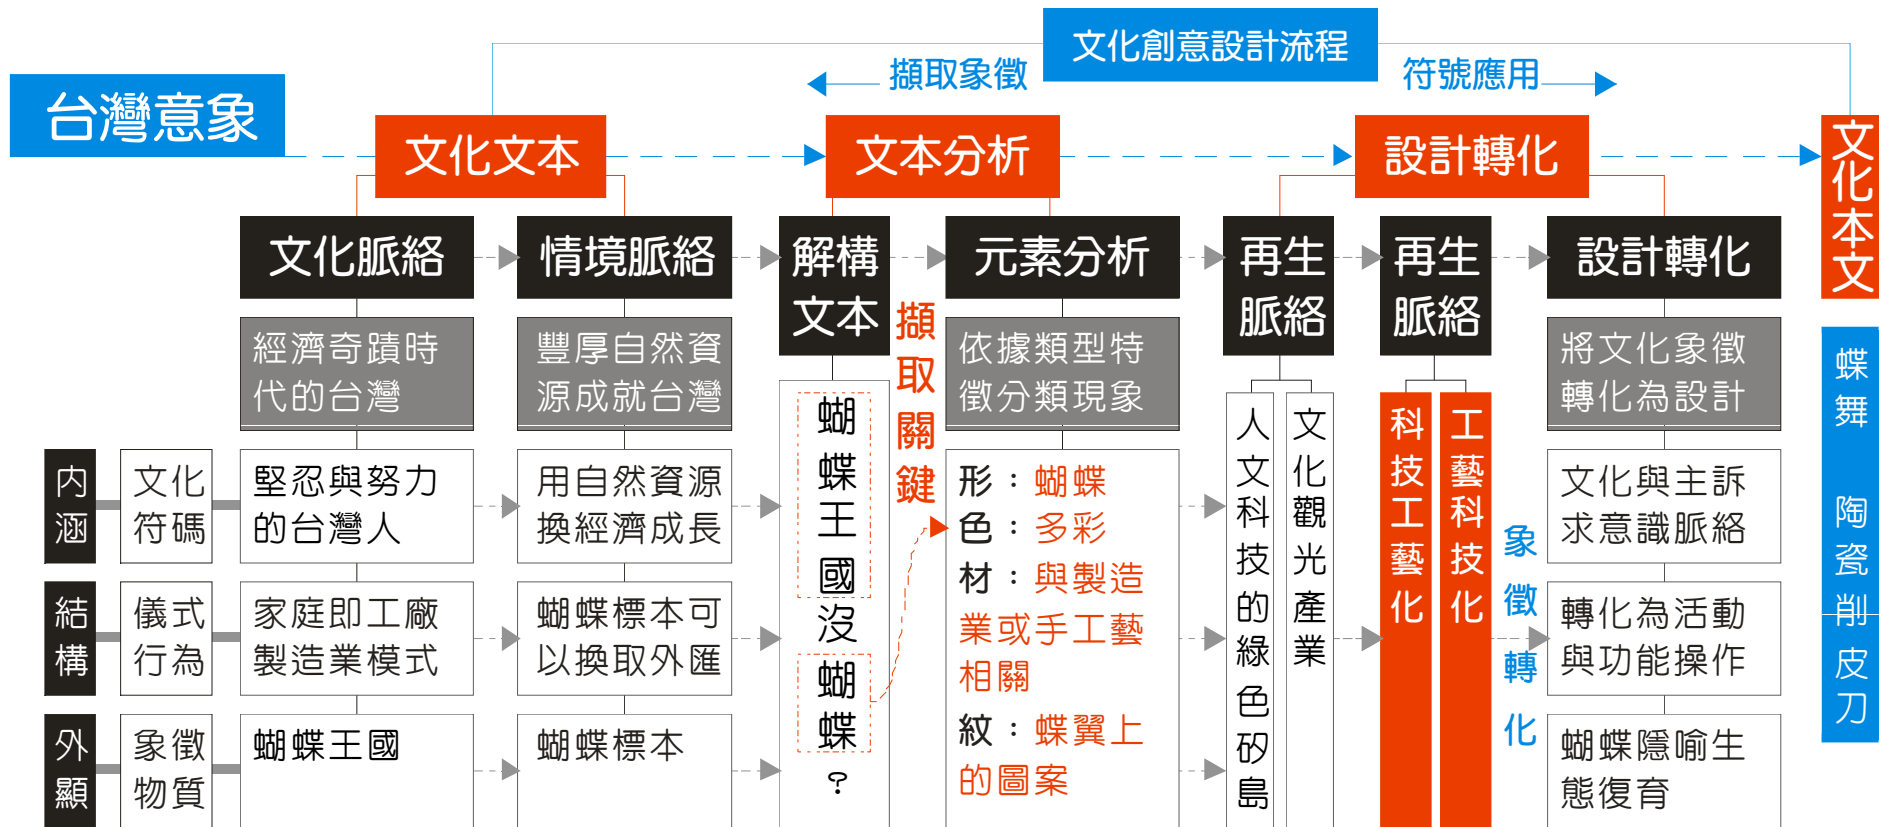 文化創意設計流程
擷取象徵
符號應用
台灣意象
文化文本
文本分析
設計轉化
文化本文
文化脈絡
情境脈絡
解構
文本
元素分析
再生
脈絡
再生
脈絡
設計轉化
經濟奇蹟時
代的台灣
豐厚自然資
源成就台灣
擷取關鍵
依據類型特
徵分類現象
將文化象徵
轉化為設計
內涵
文化
符碼
堅忍與努力
的台灣人
用自然資源
換經濟成長
結構
儀式
行為
家庭即工廠
製造業模式
蝴蝶標本可
以換取外匯
外顯
象徵
物質
蝴蝶王國
蝴蝶標本
蝴蝶王國沒蝴蝶？
形：蝴蝶
色：多彩
材：與製造
業或手工藝
相關
紋：蝶翼上
的圖案
人文科技的綠色矽島
文化觀光產業
科技工藝化
工藝科技化
象徵轉化
文化與主訴
求意識脈絡
轉化為活動
與功能操作
蝴蝶隱喻生
態復育
蝶舞 陶瓷削皮刀